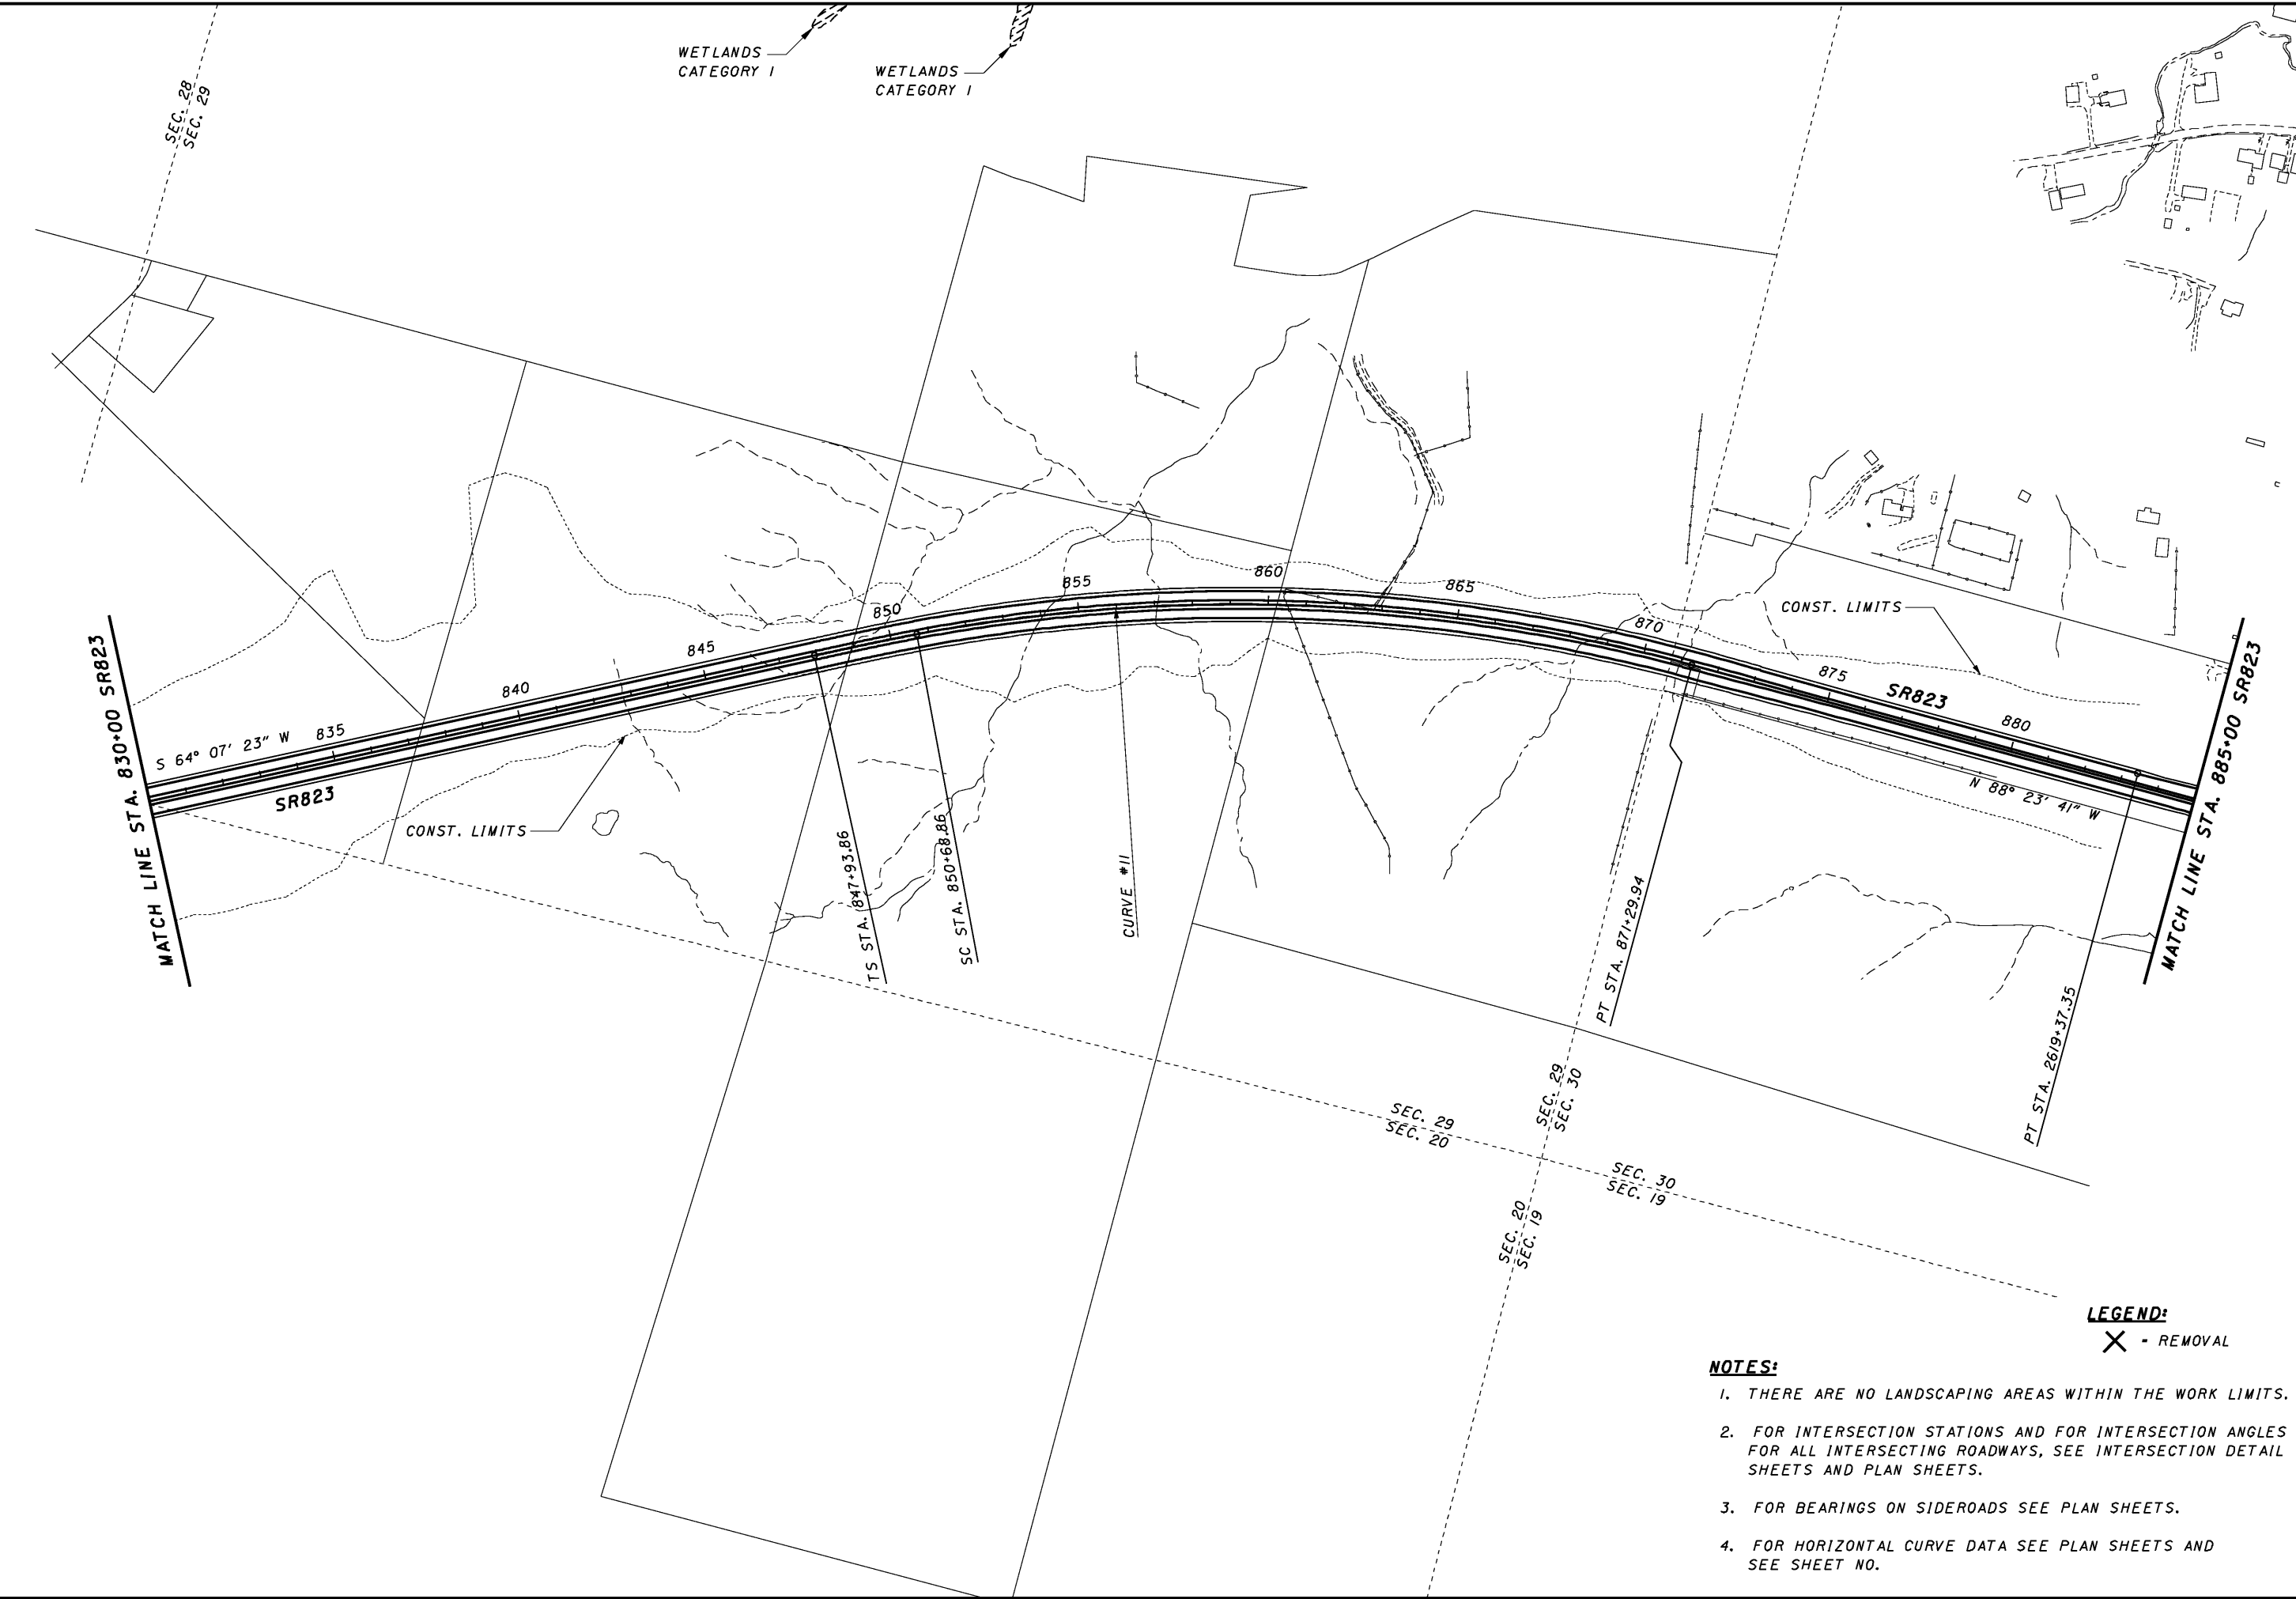 WETLANDS
CATEGORY 1
WETLANDS
CATEGORY 1
SEC. 28
SEC. 29
MATCH LINE STA. 830+00 SR823
S 64° 07' 23" W
835
840
845
850
855
860
865
870
875
880
SR823
SR823
CONST. LIMITS
CONST. LIMITS
N 88° 23' 41" W
MATCH LINE STA. 885+00 SR823
TS STA. 847+93.86
SC STA. 850+68.86
CURVE #11
PT STA. 871+29.94
PT STA. 2619+37.35
SEC. 29
SEC. 30
SEC. 29
SEC. 20
SEC. 30
SEC. 19
SEC. 20
SEC. 19
LEGEND:
- REMOVAL
NOTES:
1. THERE ARE NO LANDSCAPING AREAS WITHIN THE WORK LIMITS.
2. FOR INTERSECTION STATIONS AND FOR INTERSECTION ANGLES
FOR ALL INTERSECTING ROADWAYS, SEE INTERSECTION DETAIL
SHEETS AND PLAN SHEETS.
3. FOR BEARINGS ON SIDEROADS SEE PLAN SHEETS.
4. FOR HORIZONTAL CURVE DATA SEE PLAN SHEETS AND
SEE SHEET NO.